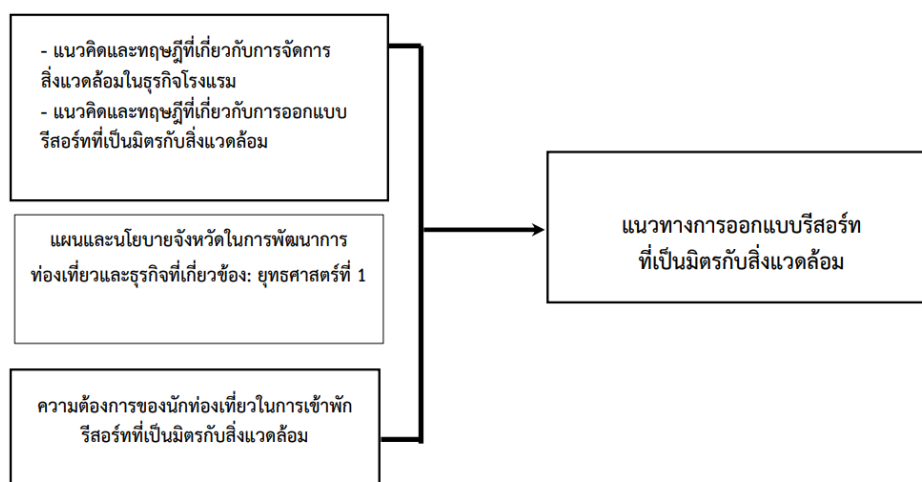 - แนวคิดและทฤษฎีที่เกี่ยวกับการจัดการ
สิ่งแวดล้อมในธุรกิจโรงแรม
- แนวคิดและทฤษฎีที่เกี่ยวกับการออกแบบ
รีสอร์ทที่เป็นมิตรกับสิ่งแวดล้อม
แผนและนโยบายจังหวัดในการพัฒนาการ
ท่องเที่ยวและธุรกิจที่เกี่ยวข้อง: ยุทธศาสตร์ที่ 1
ความต้องการของนักท่องเที่ยวในการเข้าพัก
รีสอร์ทที่เป็นมิตรกับสิ่งแวดล้อม
แนวทางการออกแบบรีสอร์ท
ที่เป็นมิตรกับสิ่งแวดล้อม